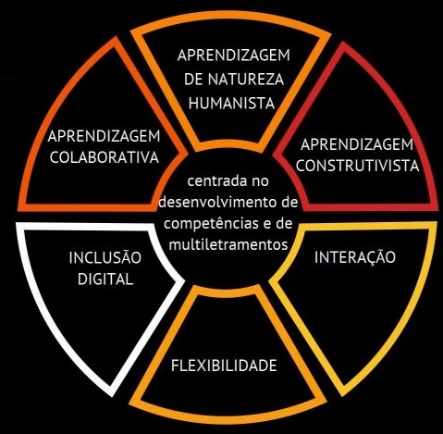 APRENDIZAGEM
DE NATUREZA
HUMANISTA
APRENDIZAGEM
COLABORATIVA
APRENDIZAGEM
CONSTRUTIVISTA
centrada no
desenvolvimento de
competências e de
multiletramentos
INCLUSÃO
DIGITAL
INTERAÇÃO
FLEXIBILIDADE